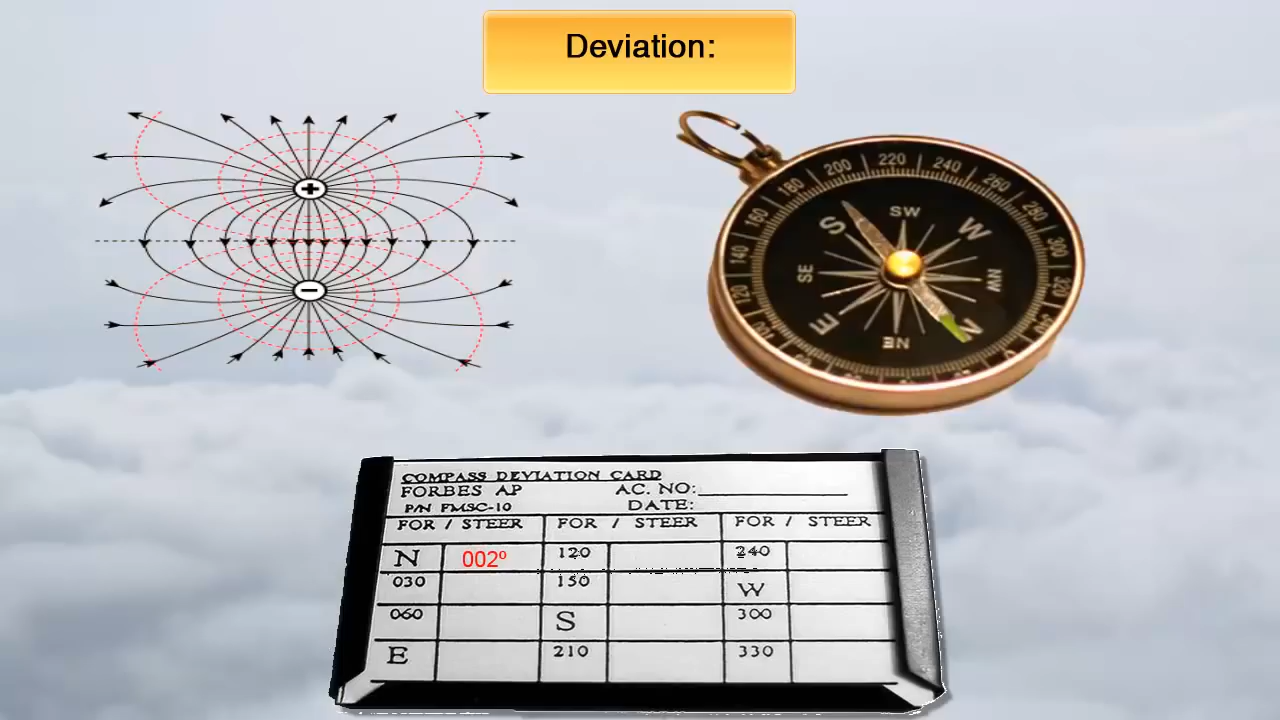 Deviation:
+
−
180 200 220 240 260 280 300 320
160 140 120
S SW W NW N NE E SE
COMPASS DEVIATION CARD
FORBES AP AC. NO:
P/N FMSC-10 DATE:
FOR / STEER FOR / STEER FOR / STEER
N 002º 120 240
030 150 W
060 S 300
E 210 330